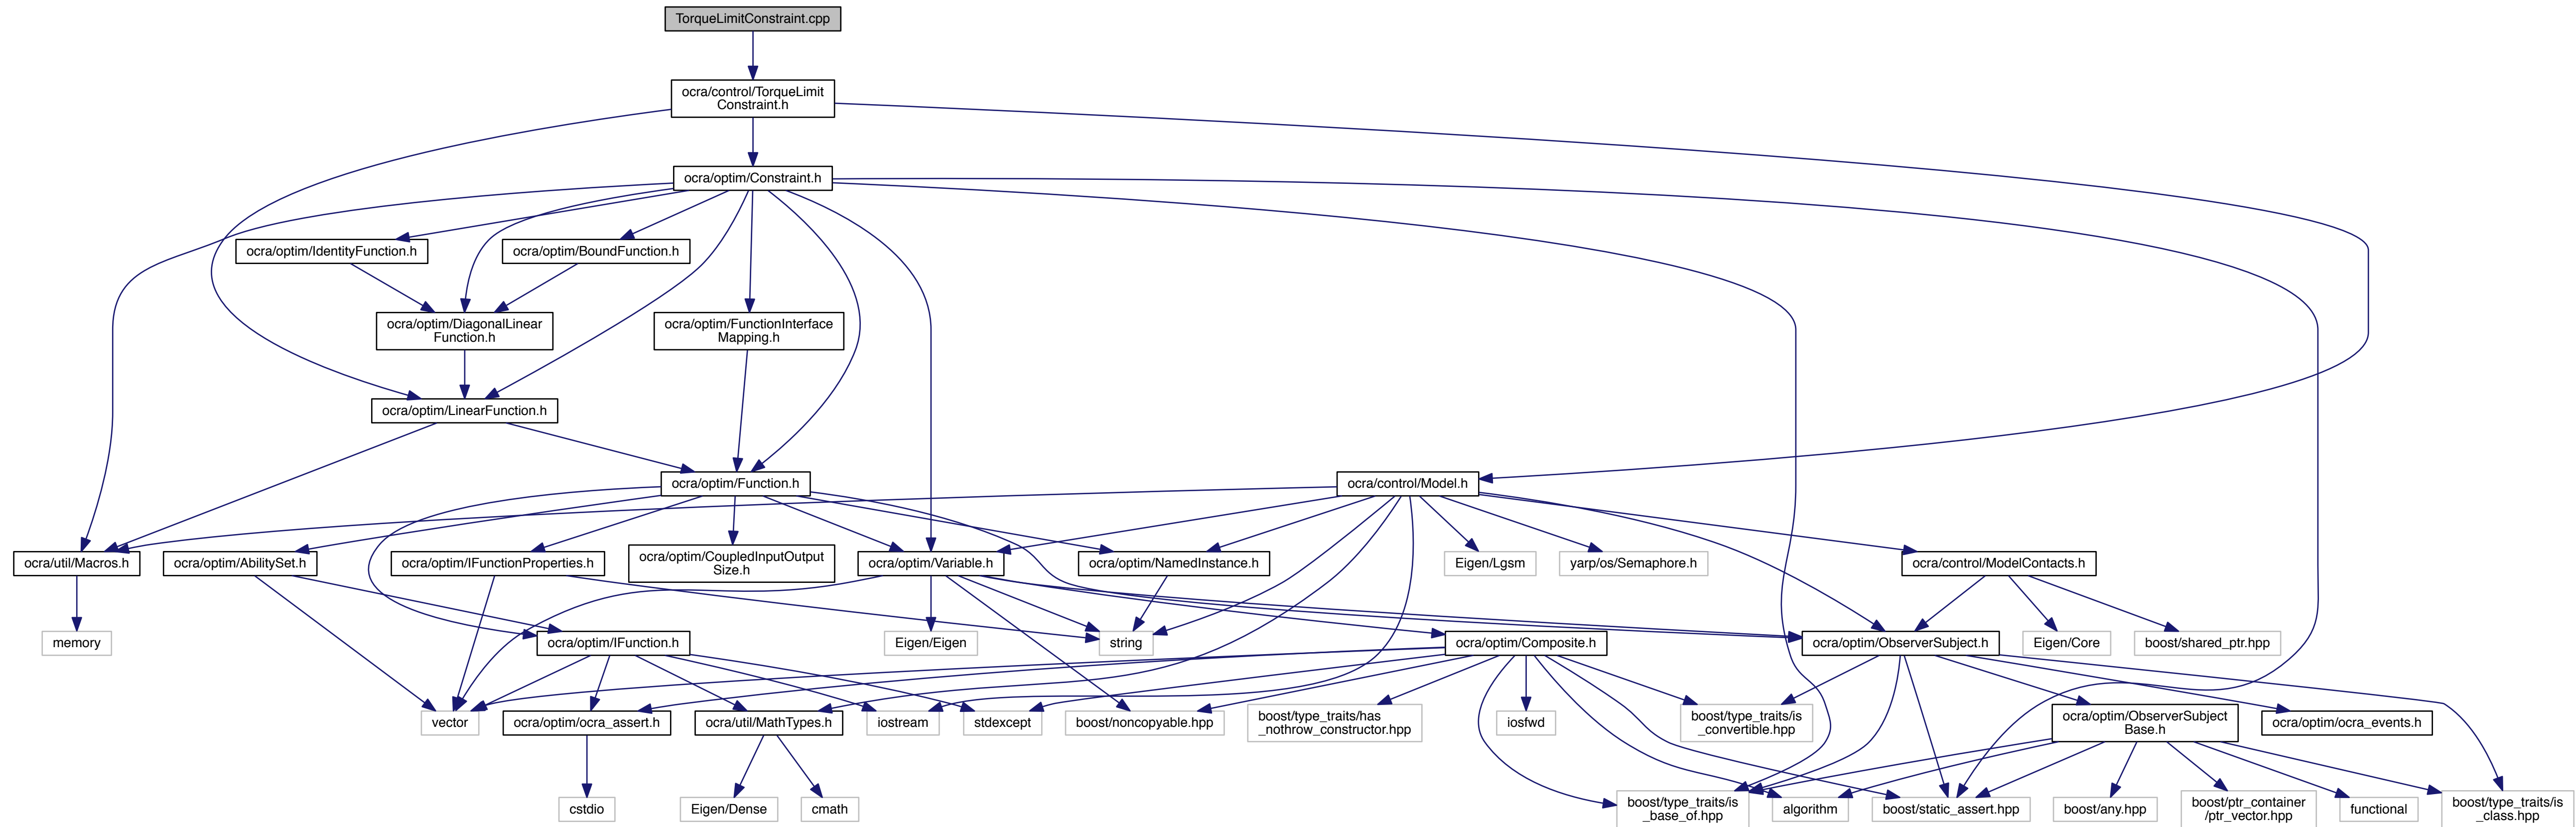 TorqueLimitConstraint.cpp
ocra/control/TorqueLimit
Constraint.h
ocra/optim/Constraint.h
ocra/optim/IdentityFunction.h
ocra/optim/BoundFunction.h
ocra/optim/DiagonalLinear
Function.h
ocra/optim/FunctionInterface
Mapping.h
ocra/optim/LinearFunction.h
ocra/optim/Function.h
ocra/control/Model.h
ocra/util/Macros.h
ocra/optim/AbilitySet.h
ocra/optim/IFunctionProperties.h
ocra/optim/CoupledInputOutput
Size.h
ocra/optim/Variable.h
ocra/optim/NamedInstance.h
Eigen/Lgsm
yarp/os/Semaphore.h
ocra/control/ModelContacts.h
memory
ocra/optim/IFunction.h
Eigen/Eigen
string
ocra/optim/Composite.h
ocra/optim/ObserverSubject.h
Eigen/Core
boost/shared_ptr.hpp
vector
ocra/optim/ocra_assert.h
ocra/util/MathTypes.h
iostream
stdexcept
boost/noncopyable.hpp
boost/type_traits/has
_nothrow_constructor.hpp
iosfwd
boost/type_traits/is
_convertible.hpp
ocra/optim/ObserverSubject
Base.h
ocra/optim/ocra_events.h
cstdio
Eigen/Dense
cmath
boost/type_traits/is
_base_of.hpp
algorithm
boost/static_assert.hpp
boost/any.hpp
boost/ptr_container
/ptr_vector.hpp
functional
boost/type_traits/is
_class.hpp